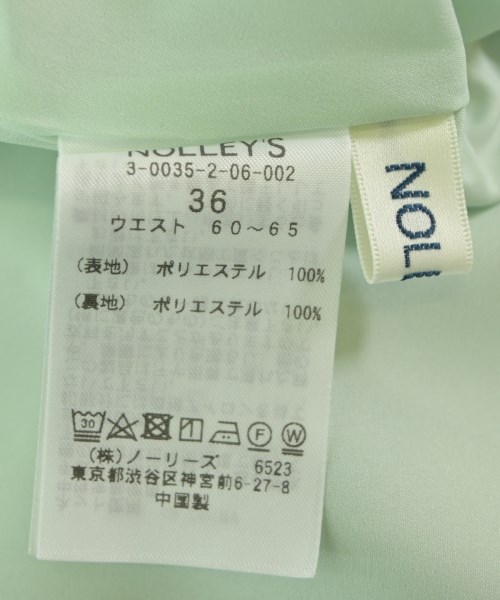 NOLLEY'S
3-0035-2-06-002
36
ウエスト 60～65
(表地) ポリエステル 100%
(裏地) ポリエステル 100%
30
F
W
(株)ノーリーズ 6523
東京都渋谷区神宮前6-27-8
中国製
NOL